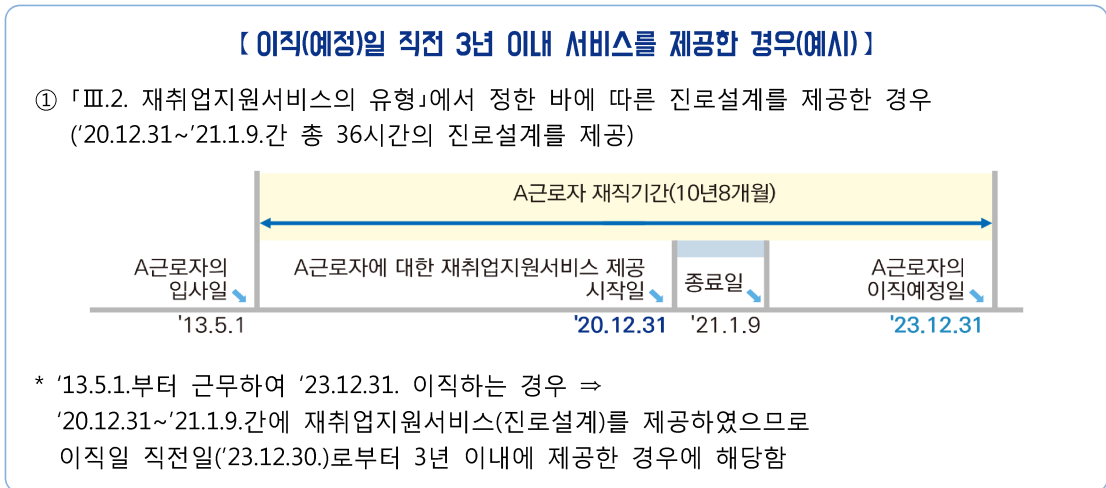 【 이직(예정)일 직전 3년 이내 서비스를 제공한 경우(예시) 】
① 「Ⅲ.2. 재취업지원서비스의 유형」에서 정한 바에 따른 진로설계를 제공한 경우
(‘20.12.31~’21.1.9.간 총 36시간의 진로설계를 제공)
A근로자 재직기간(10년8개월)
A근로자의
입사일
A근로자에 대한 재취업지원서비스 제공
시작일
종료일
A근로자의
이직예정일
'13.5.1
'20.12.31
'21.1.9
'23.12.31
* ‘13.5.1.부터 근무하여 ‘23.12.31. 이직하는 경우 ⇒
‘20.12.31~’21.1.9.간에 재취업지원서비스(진로설계)를 제공하였으므로
이직일 직전일(‘23.12.30.)로부터 3년 이내에 제공한 경우에 해당함